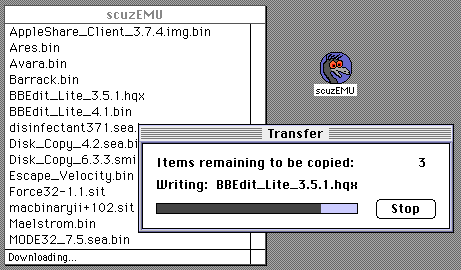 scuzEMU
AppleShare_Client_3.7.4.img.bin
Ares.bin
Avara.bin
Barrack.bin
BBEdit_Lite_3.5.1.hqx
BBEdit_Lite_4.1.bin
disinfectant371.sea.
Disk_Copy_4.2.sea.bi
Disk_Copy_6.3.3.smi
Escape_Velocity.bin
Force32-1.1.sit
macbinaryii+102.sit
Maelstrom.bin
MODE32_7.5.sea.bin
Downloading...
scuzEMU
Transfer
Items remaining to be copied: 3
Writing: BBEdit_Lite_3.5.1.hqx
Stop